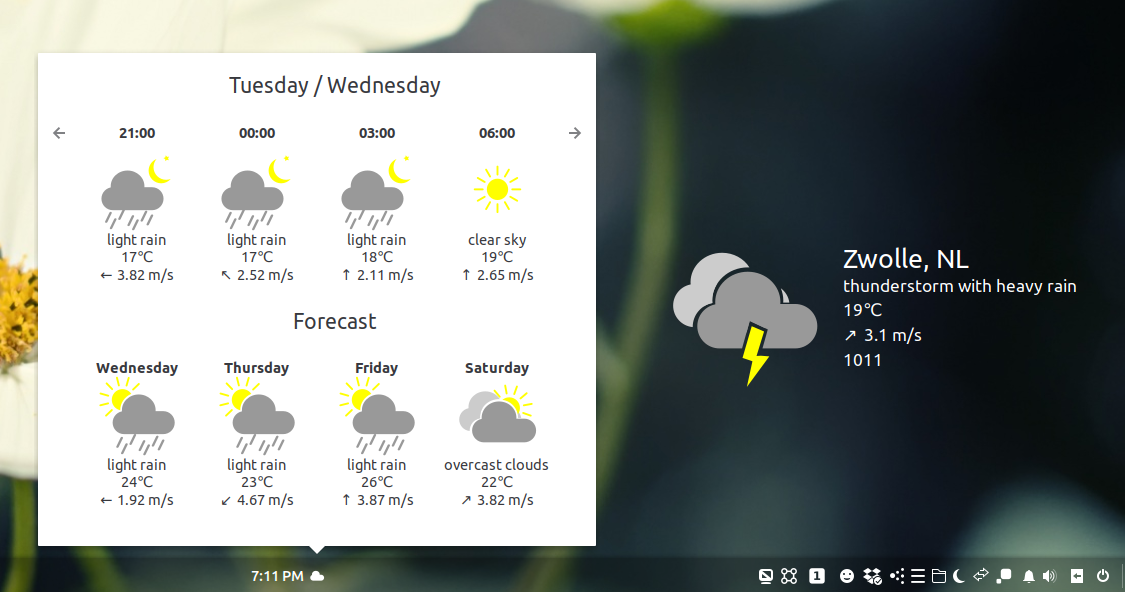 Tuesday / Wednesday
← 21:00 00:00 03:00 06:00 →
light rain light rain light rain clear sky
17°C 17°C 18°C 19°C
← 3.82 m/s ↖ 2.52 m/s ↑ 2.11 m/s ↑ 2.65 m/s
Forecast
Wednesday Thursday Friday Saturday
light rain light rain light rain overcast clouds
24°C 23°C 26°C 22°C
← 1.92 m/s ↙ 4.67 m/s ↑ 3.87 m/s ↗ 3.82 m/s
Zwolle, NL
thunderstorm with heavy rain
19°C
↗ 3.1 m/s
1011
7:11 PM
1